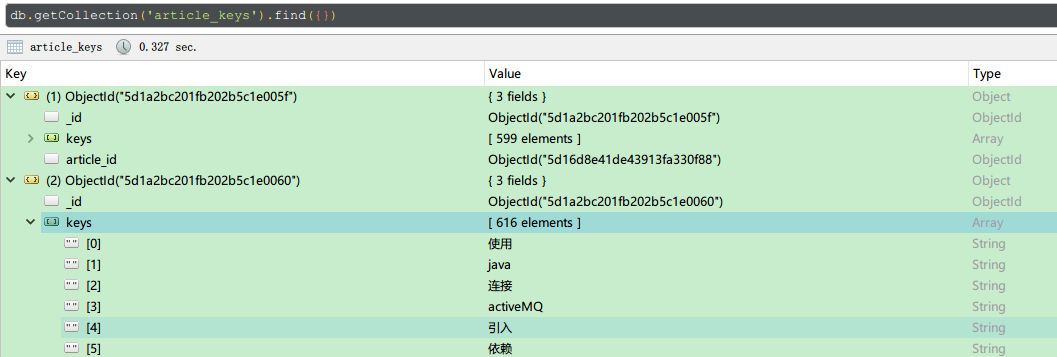 db.getCollection('article_keys').find({})
article_keys 0.327 sec.
Key Value Type
(1) ObjectId("5d1a2bc201fb202b5c1e005f") { 3 fields } Object
_id ObjectId("5d1a2bc201fb202b5c1e005f") ObjectId
keys [ 599 elements ] Array
article_id ObjectId("5d16d8e41de43913fa330f88") ObjectId
(2) ObjectId("5d1a2bc201fb202b5c1e0060") { 3 fields } Object
_id ObjectId("5d1a2bc201fb202b5c1e0060") ObjectId
keys [ 616 elements ] Array
[0] 使用 String
[1] java String
[2] 连接 String
[3] activeMQ String
[4] 引入 String
[5] 依赖 String